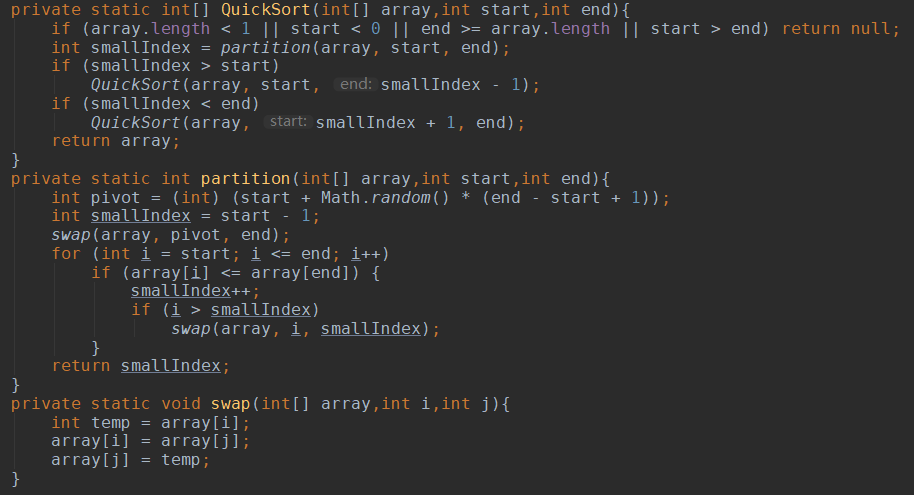 private static int[] QuickSort(int[] array,int start,int end){
    if (array.length < 1 || start < 0 || end >= array.length || start > end) return null;
    int smallIndex = partition(array, start, end);
    if (smallIndex > start)
        QuickSort(array, start, end: smallIndex - 1);
    if (smallIndex < end)
        QuickSort(array, start: smallIndex + 1, end);
    return array;
}
private static int partition(int[] array,int start,int end){
    int pivot = (int) (start + Math.random() * (end - start + 1));
    int smallIndex = start - 1;
    swap(array, pivot, end);
    for (int i = start; i <= end; i++)
        if (array[i] <= array[end]) {
            smallIndex++;
            if (i > smallIndex)
                swap(array, i, smallIndex);
        }
    return smallIndex;
}
private static void swap(int[] array,int i,int j){
    int temp = array[i];
    array[i] = array[j];
    array[j] = temp;
}